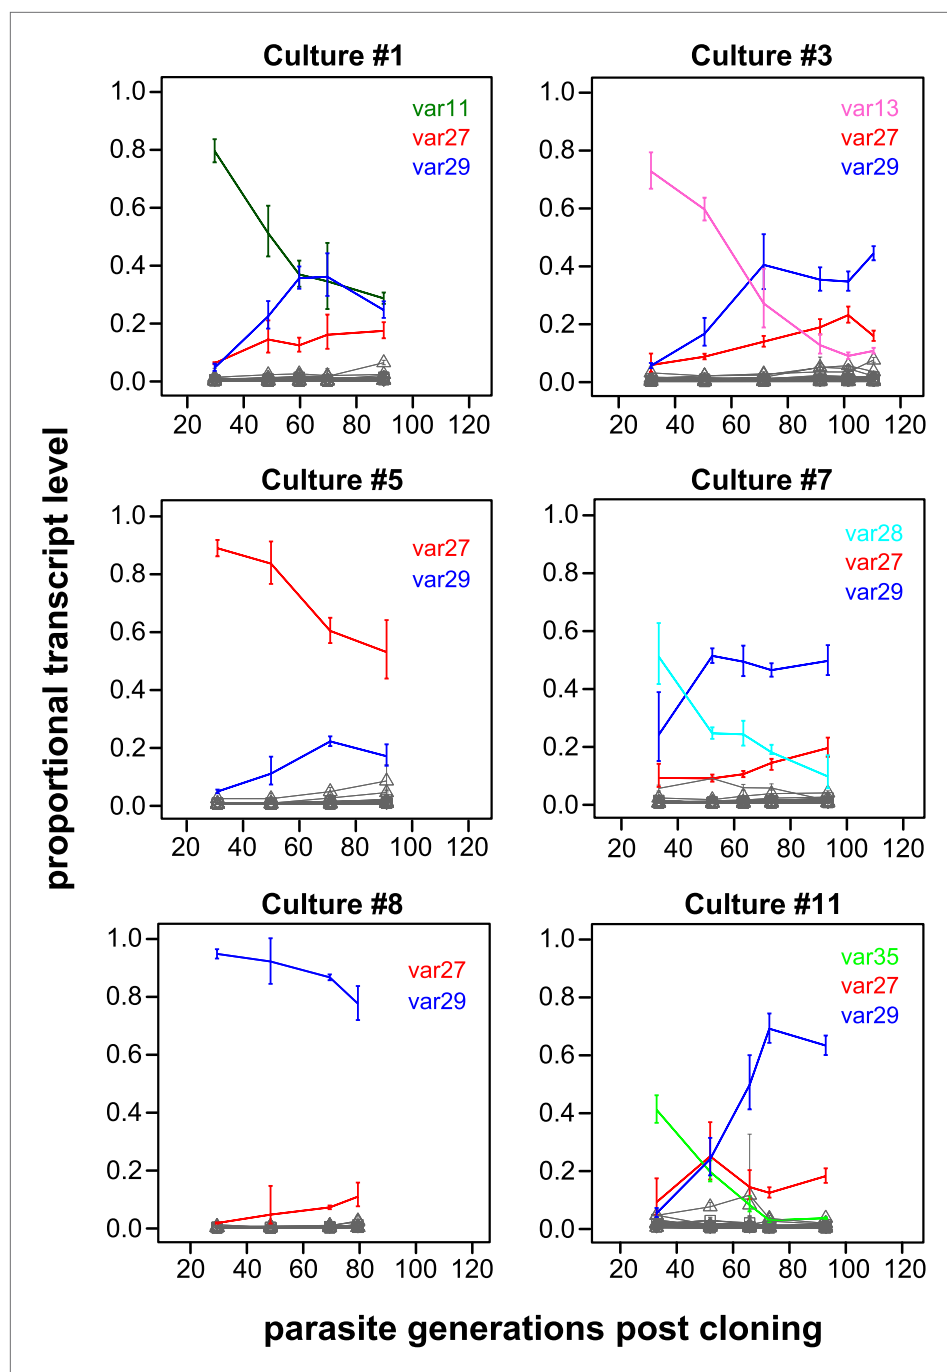 Culture #1
1.0
0.8
0.6
0.4
0.2
0.0
var11
var27
var29
20 40 60 80 100 120
Culture #3
1.0
0.8
0.6
0.4
0.2
0.0
var13
var27
var29
20 40 60 80 100 120
Culture #5
1.0
0.8
0.6
0.4
0.2
0.0
var27
var29
20 40 60 80 100 120
Culture #7
1.0
0.8
0.6
0.4
0.2
0.0
var28
var27
var29
20 40 60 80 100 120
Culture #8
1.0
0.8
0.6
0.4
0.2
0.0
var27
var29
20 40 60 80 100 120
Culture #11
1.0
0.8
0.6
0.4
0.2
0.0
var35
var27
var29
20 40 60 80 100 120
proportional transcript level
parasite generations post cloning